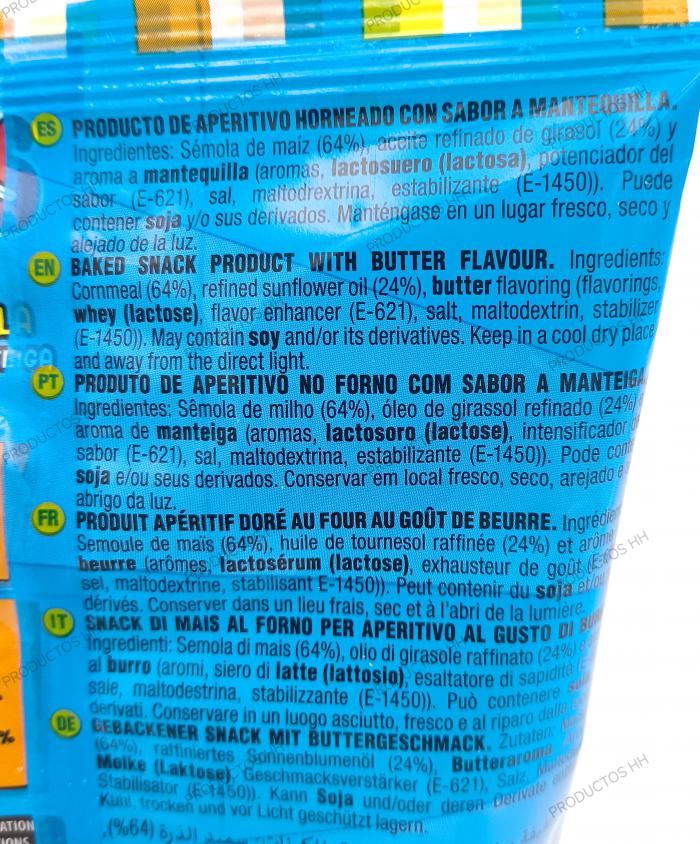 ES PRODUCTO DE APERITIVO HORNEADO CON SABOR A MANTEQUILLA.
Ingredientes: Sémola de maíz (64%), aceite refinado de girasol (24%) y
aroma a mantequilla (aromas, lactosuero (lactosa), potenciador del
sabor (E-621), sal, maltodrextrina, estabilizante (E-1450)). Puede
contener soja y/o sus derivados. Manténgase en un lugar fresco, seco y
alejado de la luz.
EN BAKED SNACK PRODUCT WITH BUTTER FLAVOUR. Ingredients:
Cornmeal (64%), refined sunflower oil (24%), butter flavoring (flavorings,
whey (lactose), flavor enhancer (E-621), salt, maltodextrin, stabilizer
(E-1450)). May contain soy and/or its derivatives. Keep in a cool dry place
and away from the direct light.
PT PRODUTO DE APERITIVO NO FORNO COM SABOR A MANTEIGA
Ingredientes: Sêmola de milho (64%), óleo de girassol refinado (24%)
aroma de manteiga (aromas, lactosoro (lactose), intensificador
sabor (E-621), sal, maltodextrina, estabilizante (E-1450)). Pode
soja e/ou seus derivados. Conservar em local fresco, seco, arejado e
abrigo da luz.
FR PRODUIT APÉRITIF DORÉ AU FOUR AU GOÛT DE BEURRE.
Semoule de maïs (64%), huile de tournesol raffinée (24%) et
beurre (arômes, lactosérum (lactose), exhausteur de goût
sel, maltodextrine, stabilisant E-1450)). Peut contenir du soja et/ou
dérivés. Conserver dans un lieu frais, sec et à l'abri de la lumière.
IT SNACK DI MAIS AL FORNO PER APERITIVO AL GUSTO DI
Ingredienti: Semola di mais (64%), olio di girasole raffinato (24%)
al burro (aromi, siero di latte (lattosio), esaltatore di sapidità
sale, maltodestrina, stabilizzante (E-1450)). Può contenere
derivati. Conservare in un luogo asciutto, fresco e al riparo dalla
DE GEBACKENER SNACK MIT BUTTERGESCHMACK. Zutaten:
(64%), raffiniertes Sonnenblumenöl (24%), Butteraroma
Molke (Laktose), Geschmacksverstärker (E-621), Salz,
Stabilisator (E-1450)). Kann Soja und/oder deren Derivate
Kühl, trocken und vor Licht geschützt lagern.
(64%)
PRODUCTOS HH